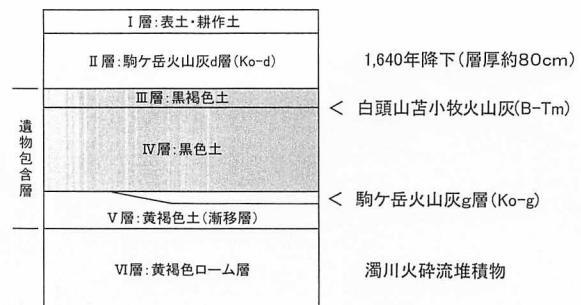 Ⅰ層:表土・耕作土
Ⅱ層:駒ケ岳火山灰d層(Ko-d)
1,640年降下(層厚約80cm)
Ⅲ層:黒褐色土
< 白頭山苫小牧火山灰(B-Tm)
遺物包含層
Ⅳ層:黒色土
< 駒ケ岳火山灰g層(Ko-g)
Ⅴ層:黄褐色土(漸移層)
Ⅵ層:黄褐色ローム層
濁川火砕流堆積物